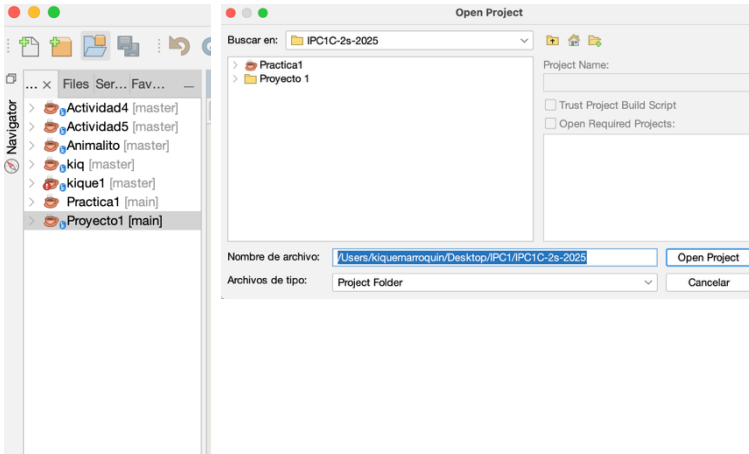 Open Project
Buscar en: IPC1C-2s-2025
... × Files Ser... Fav...
Navigator
Actividad4 [master]
Actividad5 [master]
Animalito [master]
kiq [master]
kique1 [master]
Practica1 [main]
Proyecto1 [main]
Practica1
Proyecto 1
Project Name:
Trust Project Build Script
Open Required Projects:
Nombre de archivo: /Users/kiquemarroquin/Desktop/IPC1/IPC1C-2s-2025 Open Project
Archivos de tipo: Project Folder Cancelar